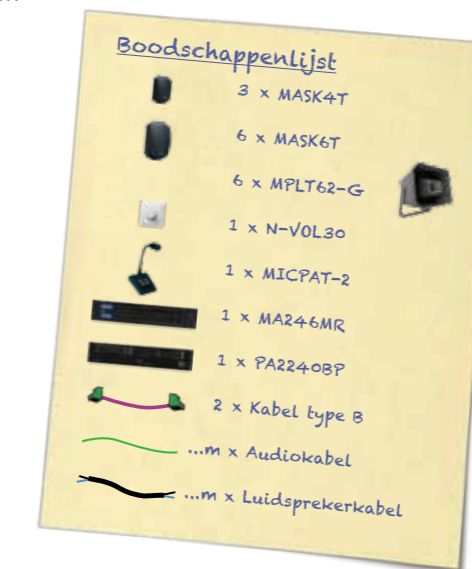 Boodschappenlijst
3 x MASK4T
6 x MASK6T
6 x MPLT62-G
1 x N-VOL30
1 x MICPAT-2
1 x MA246MR
1 x PA2240BP
2 x Kabel type B
...m x Audiokabel
...m x Luidsprekerkabel